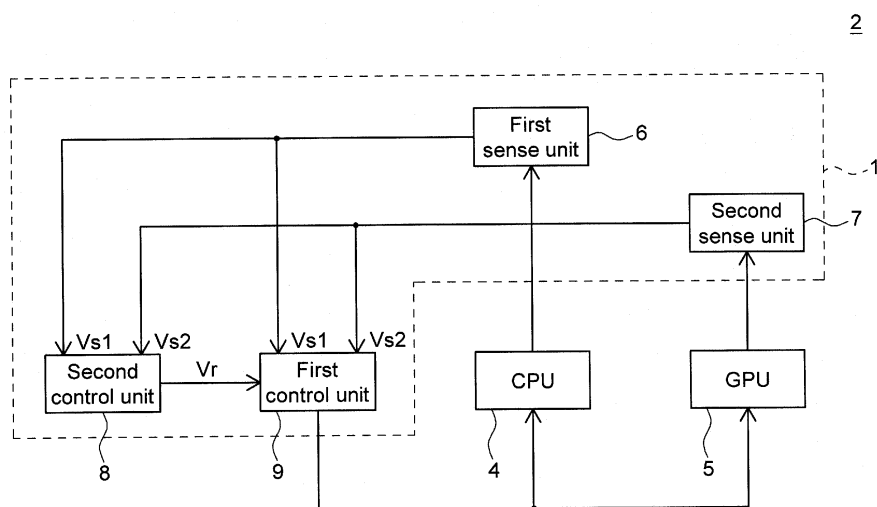 2
First
sense unit
6
1
Second
sense unit
7
Vs1
Vs2
Vs1
Vs2
Second
control unit
Vr
First
control unit
CPU
GPU
8
9
4
5